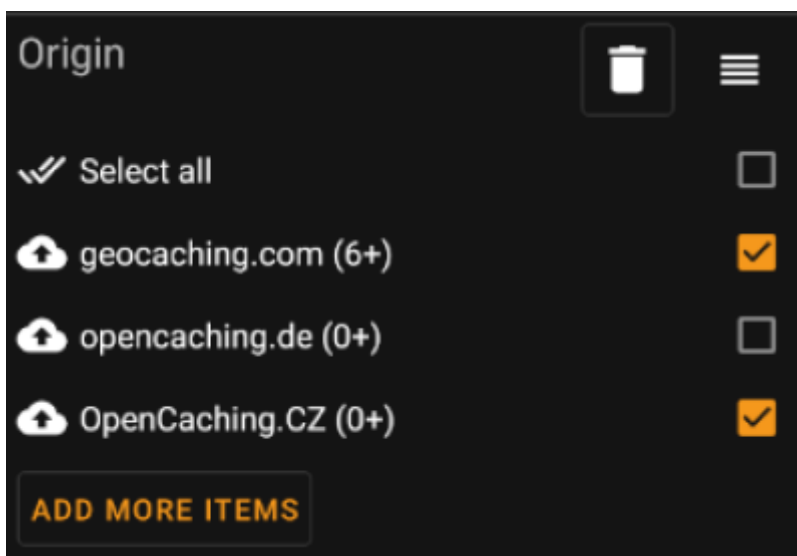 Origin
Select all
geocaching.com (6+)
opencaching.de (0+)
OpenCaching.CZ (0+)
ADD MORE ITEMS